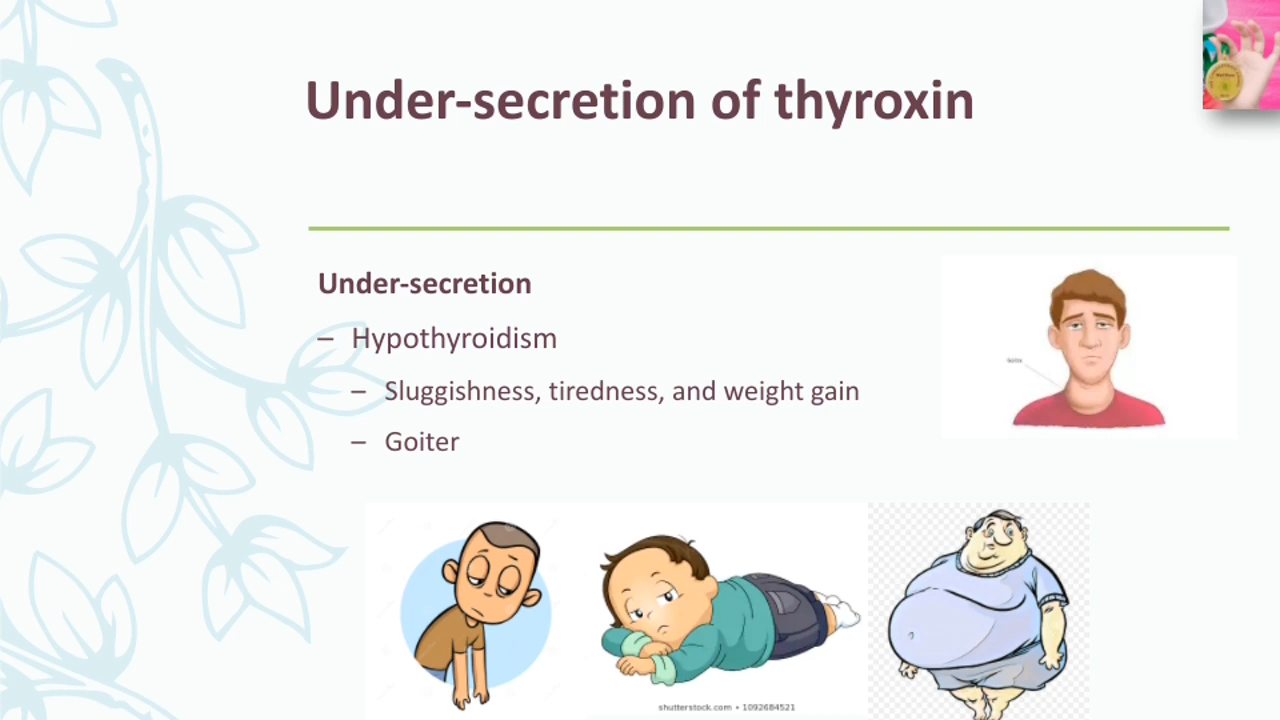 Under-secretion of thyroxin
Under-secretion
– Hypothyroidism
– Sluggishness, tiredness, and weight gain
– Goiter
shutterstock.com • 1092684521